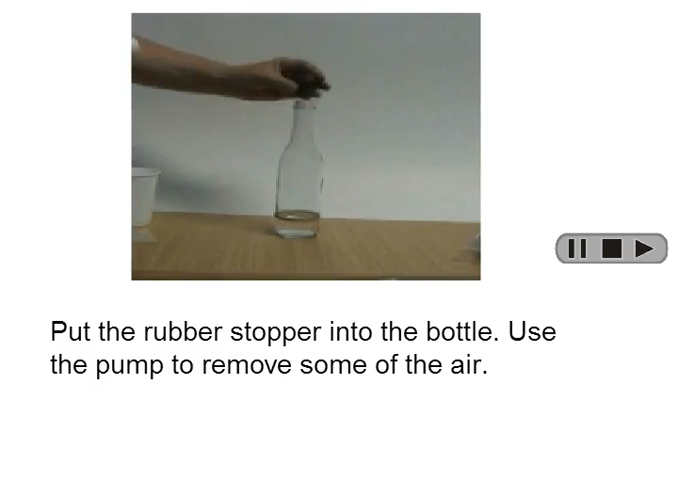 Put the rubber stopper into the bottle. Use
the pump to remove some of the air.